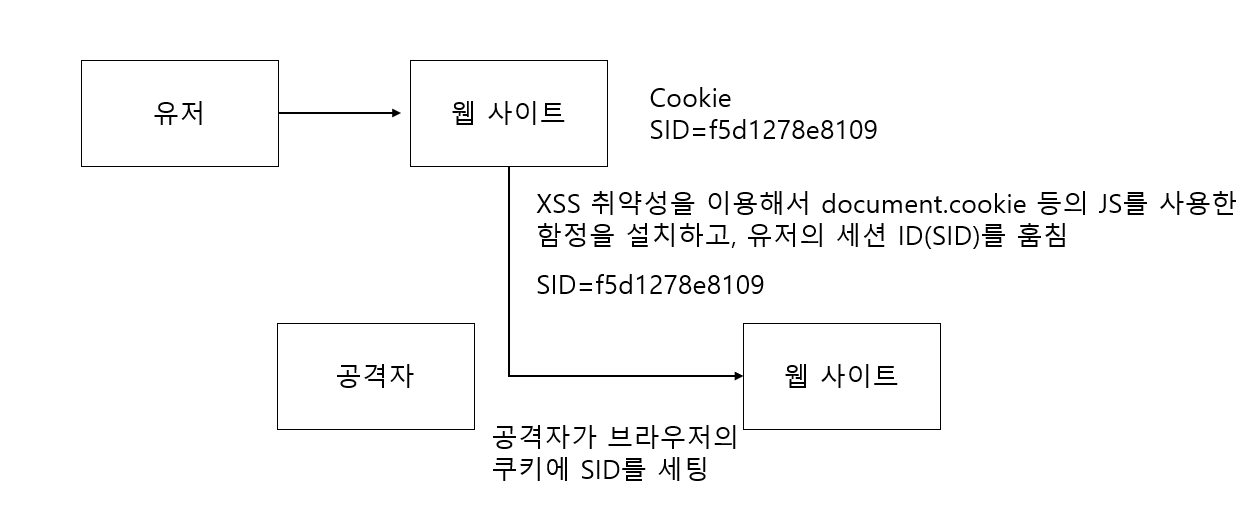 유저
웹 사이트
Cookie
SID=f5d1278e8109
XSS 취약성을 이용해서 document.cookie 등의 JS를 사용한
함정을 설치하고, 유저의 세션 ID(SID)를 훔침
SID=f5d1278e8109
공격자
웹 사이트
공격자가 브라우저의
쿠키에 SID를 세팅